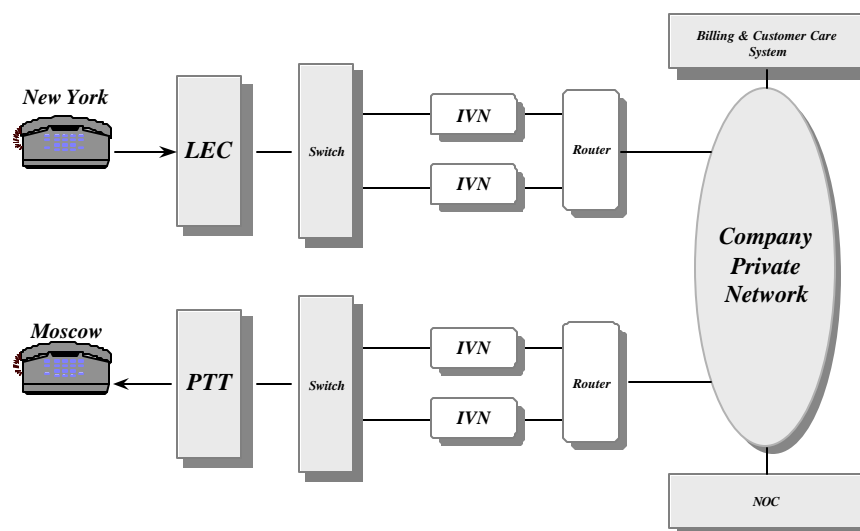 Billing & Customer Care
System
New York
LEC
Switch
IVN
IVN
Router
Company
Private
Network
Moscow
PTT
Switch
IVN
IVN
Router
NOC